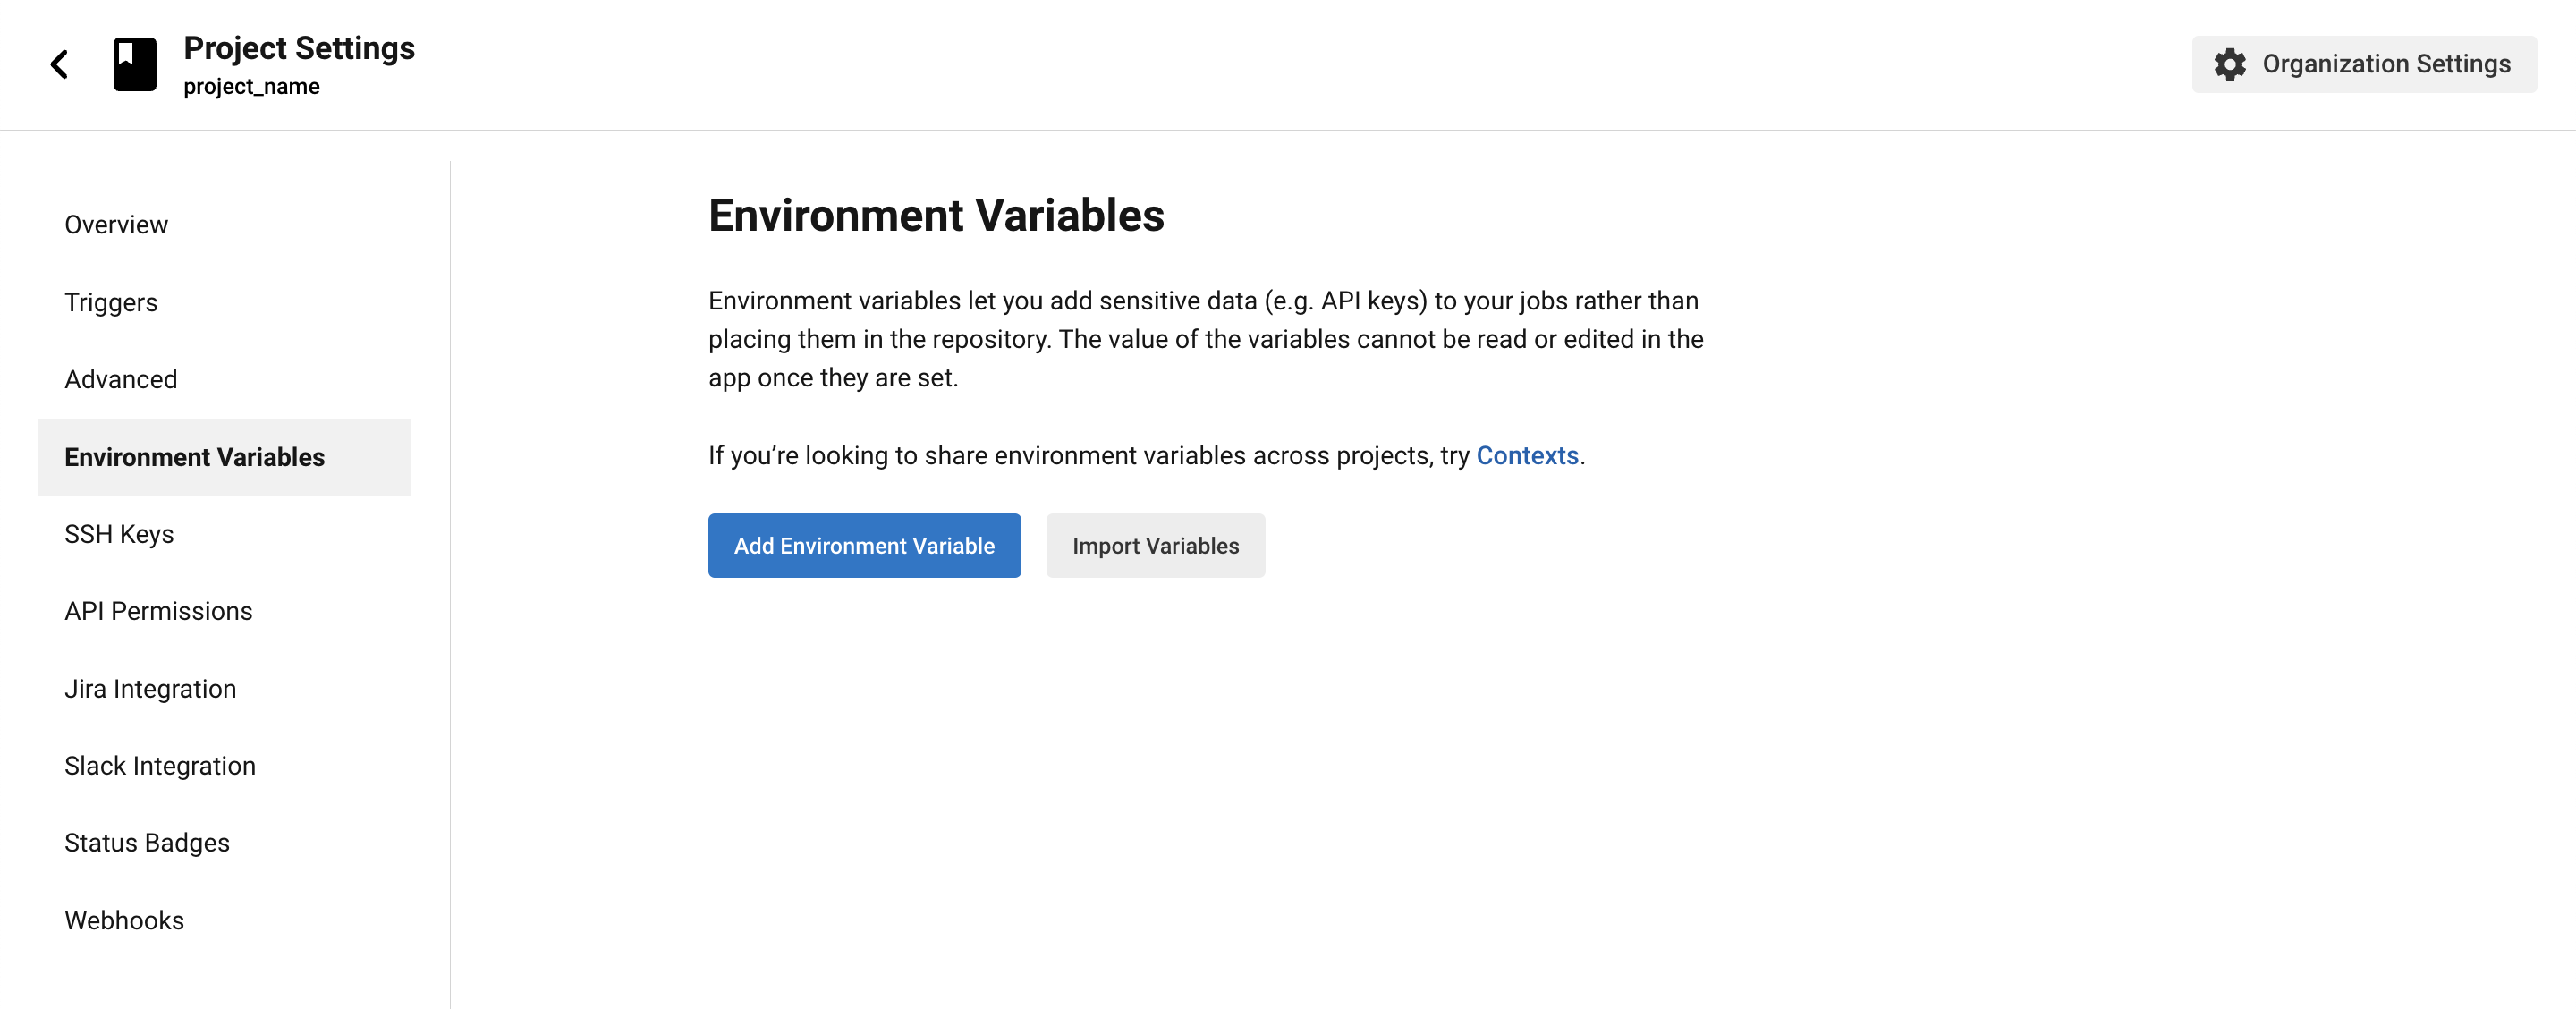 Project Settings
project_name
Organization Settings
Overview
Triggers
Advanced
Environment Variables
SSH Keys
API Permissions
Jira Integration
Slack Integration
Status Badges
Webhooks
Environment Variables
Environment variables let you add sensitive data (e.g. API keys) to your jobs rather than
placing them in the repository. The value of the variables cannot be read or edited in the
app once they are set.
If you’re looking to share environment variables across projects, try Contexts.
Add Environment Variable
Import Variables